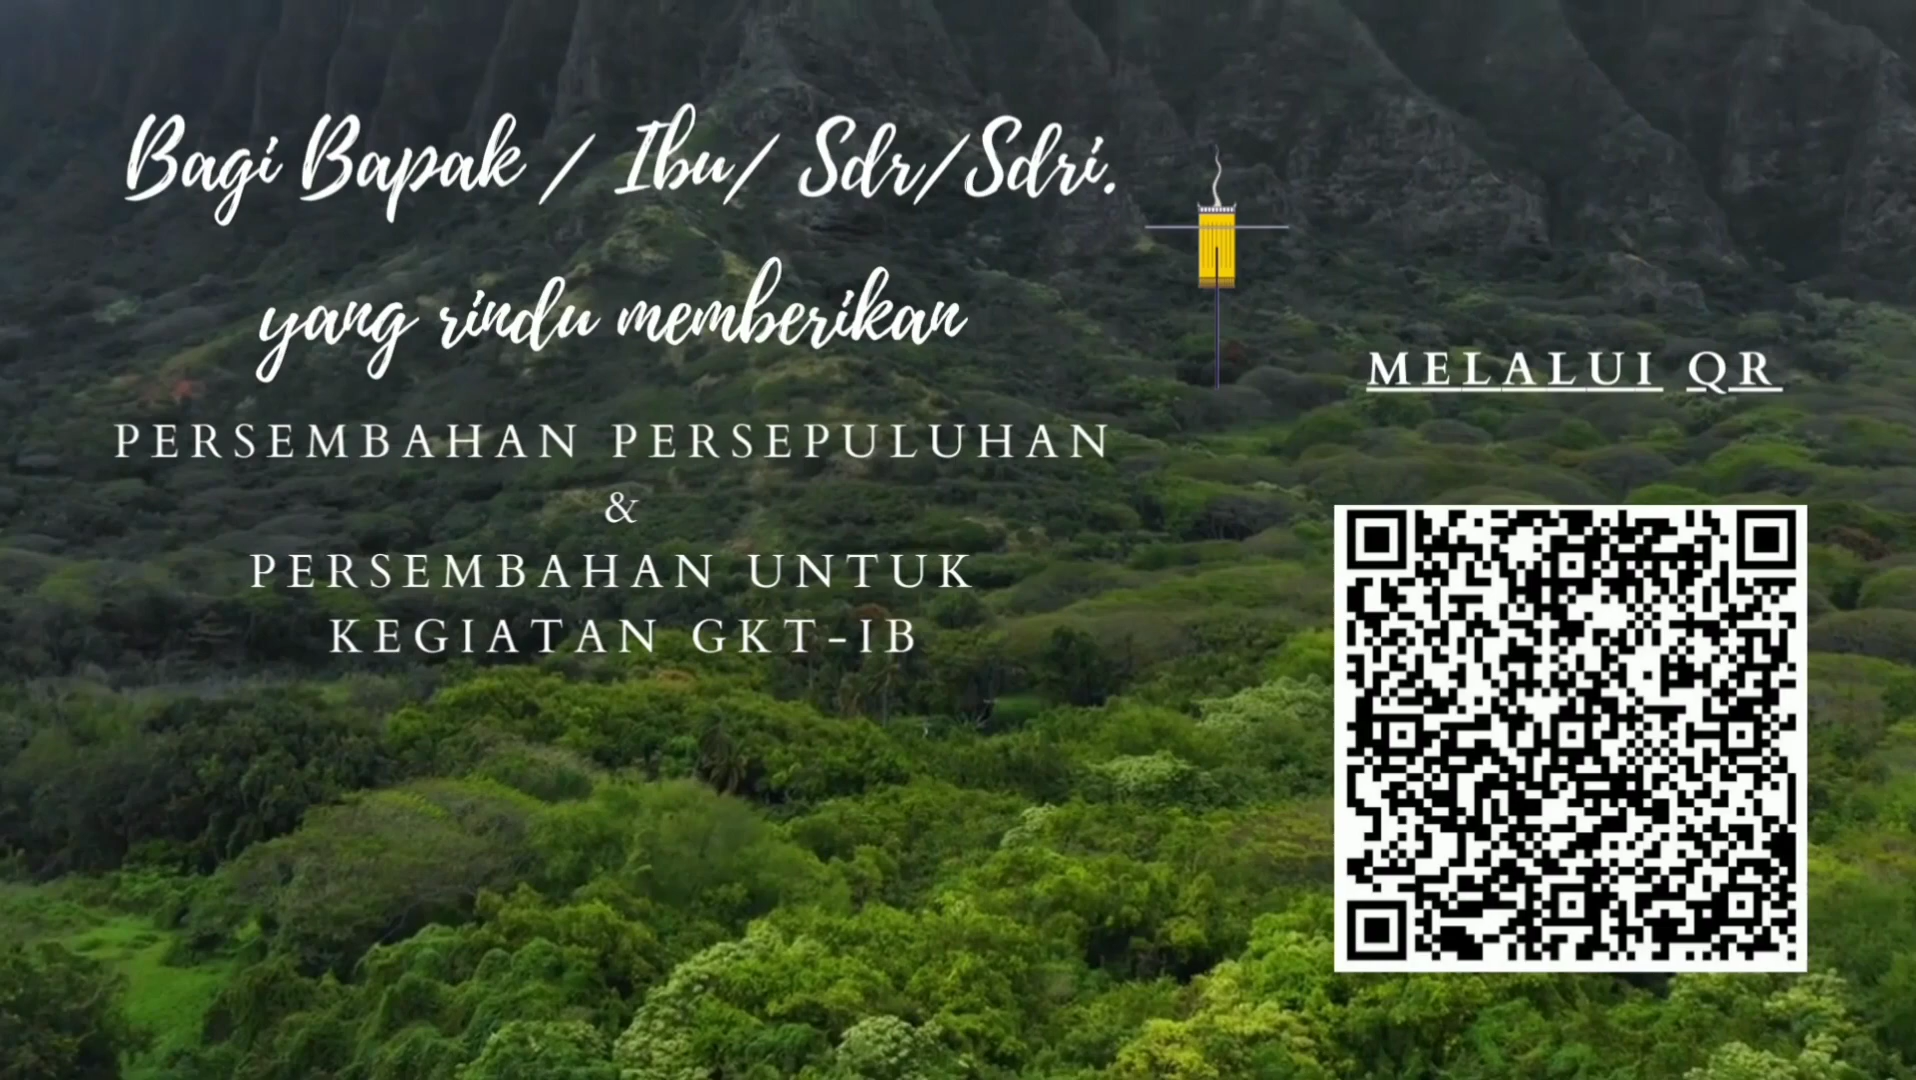 Bagi Bapak / Ibu/ Sdr/Sdri.
yang rindu memberikan
PERSEMBAHAN PERSEPULUHAN
&
PERSEMBAHAN UNTUK
KEGIATAN GKT-IB
MELALUI QR